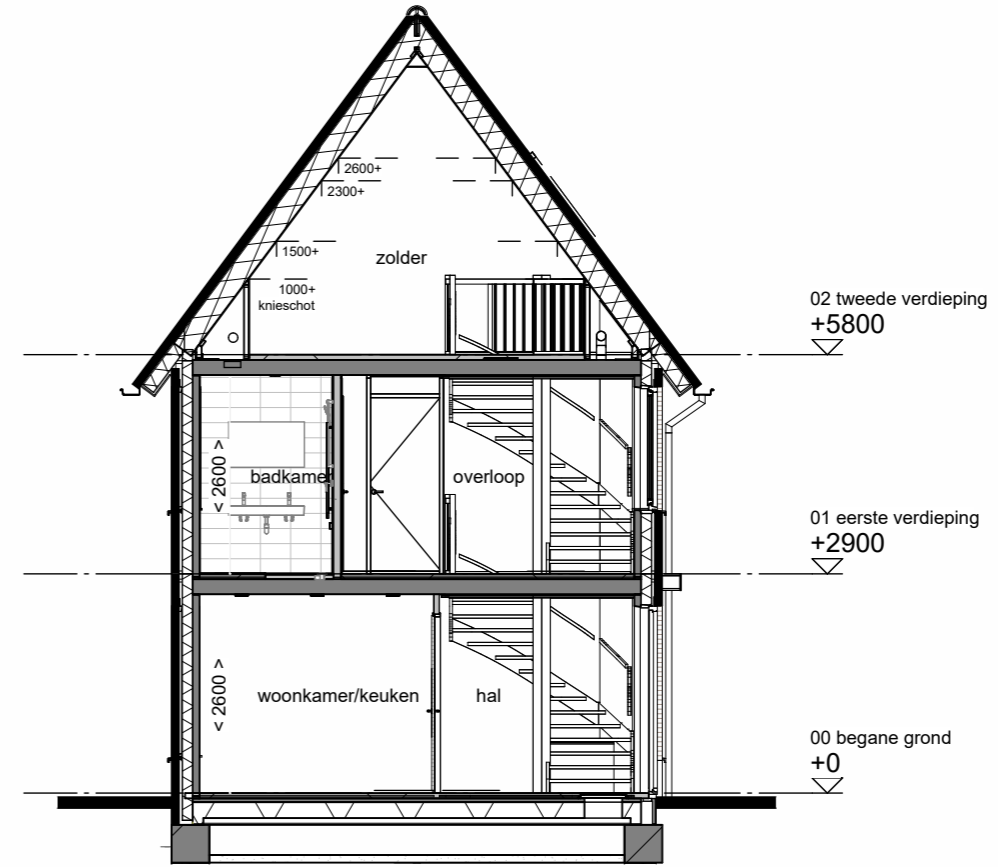 2600+
2300+
1500+
zolder
1000+
knieschot
02 tweede verdieping
+5800
< 2600 >
badkamer
overloop
01 eerste verdieping
+2900
< 2600 >
woonkamer/keuken
hal
00 begane grond
+0